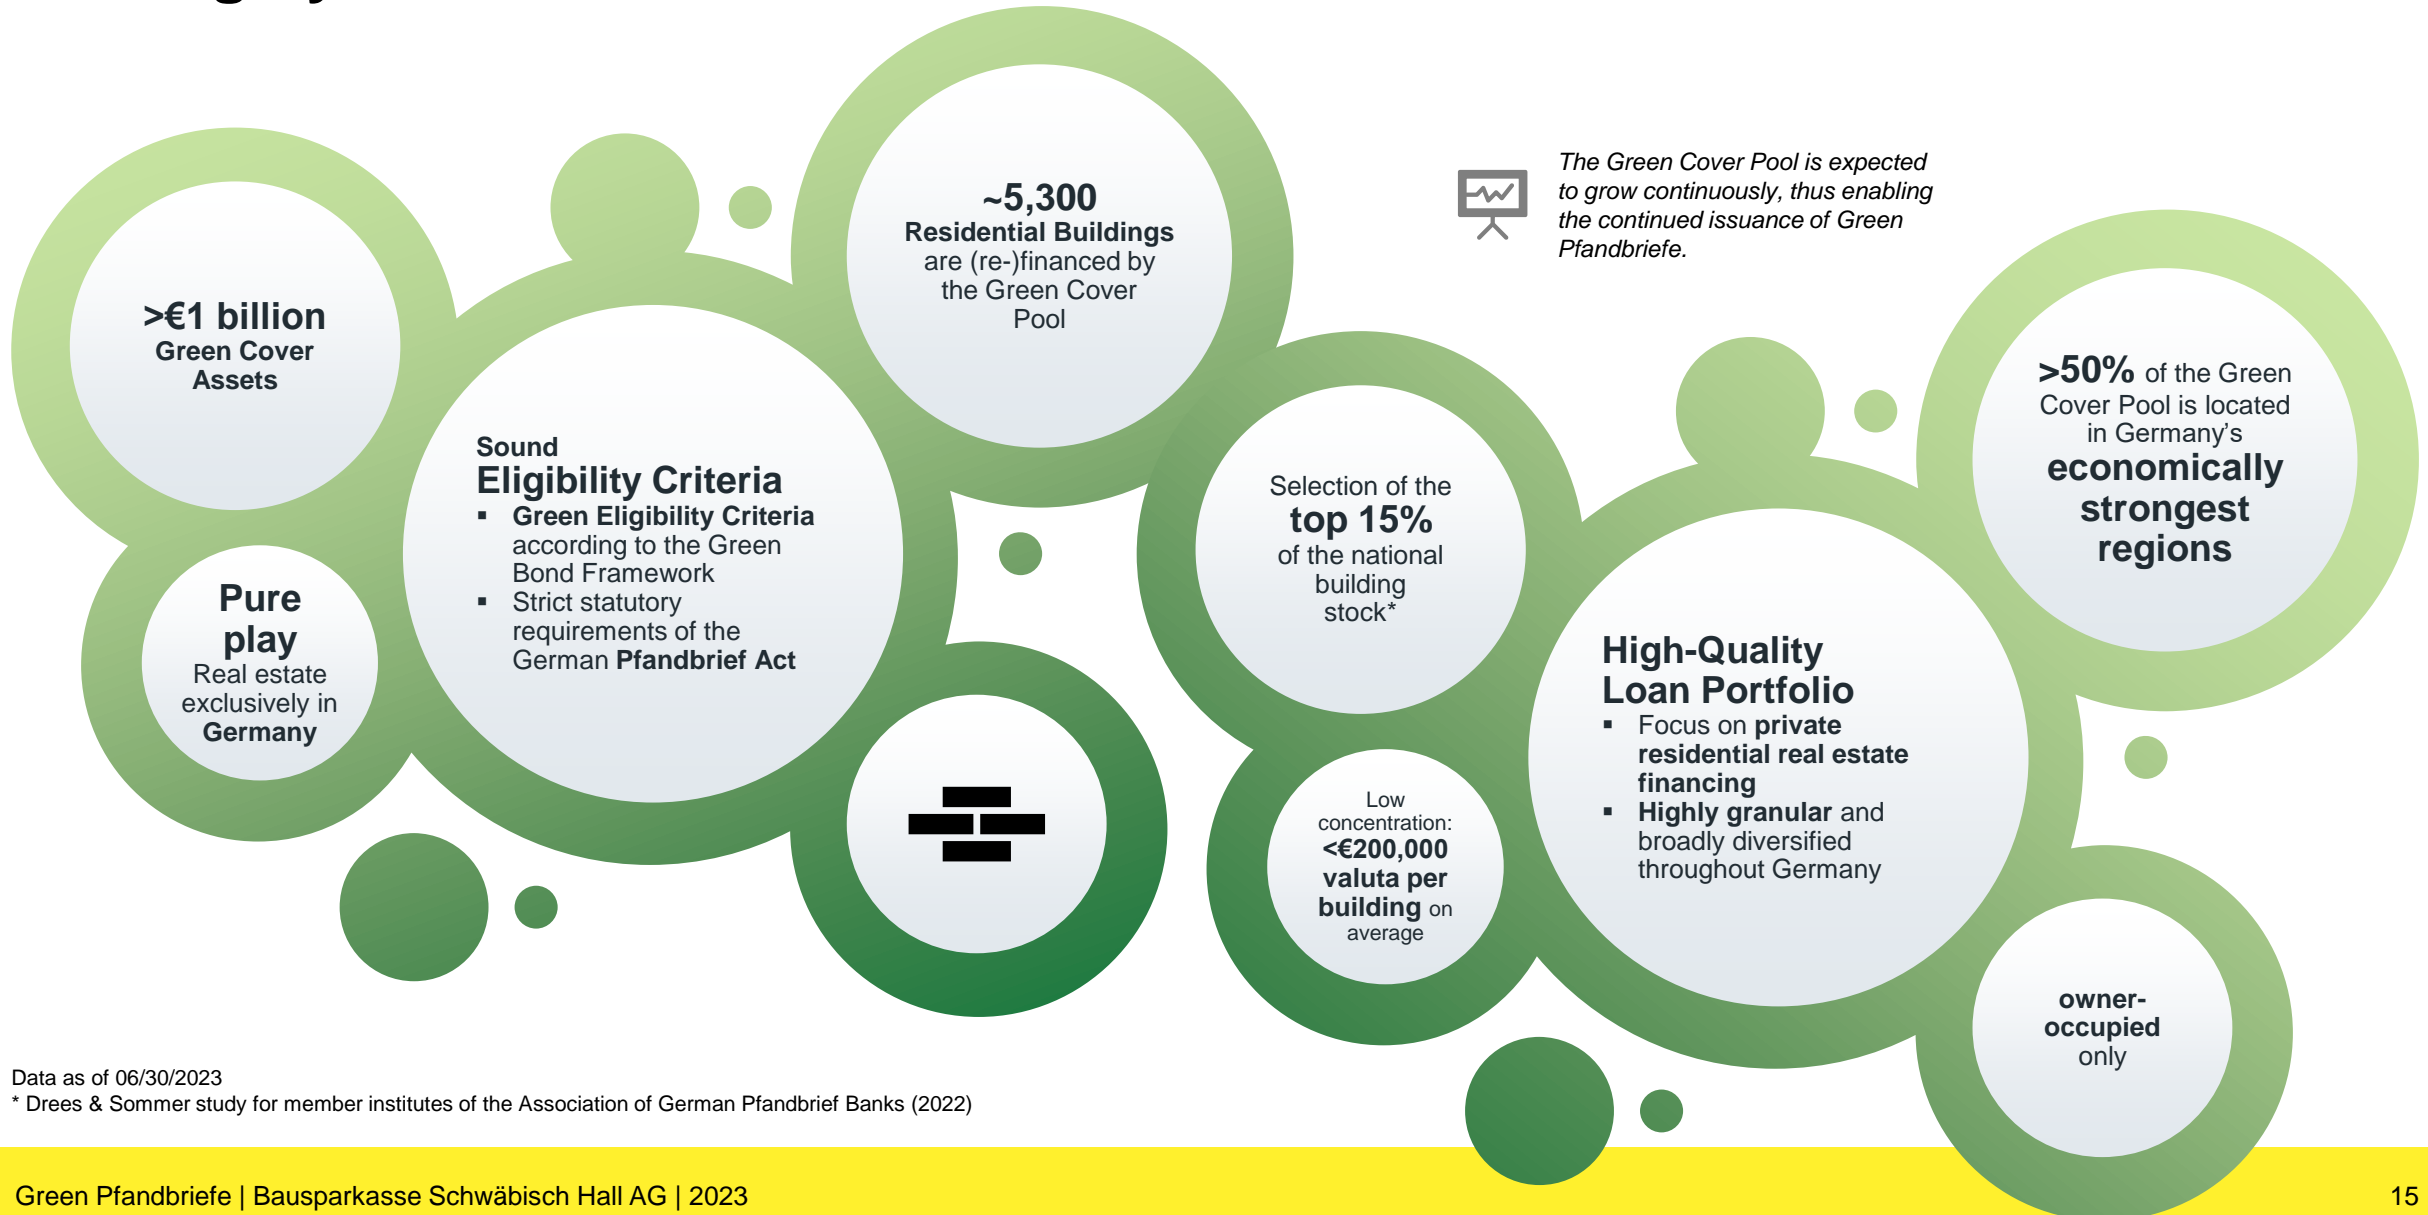 >€1 billion
Green Cover
Assets
Pure
play
Real estate
exclusively in
Germany
Sound
Eligibility Criteria
▪ Green Eligibility Criteria
according to the Green
Bond Framework
▪ Strict statutory
requirements of the
German Pfandbrief Act
~5,300
Residential Buildings
are (re-)financed by
the Green Cover
Pool
The Green Cover Pool is expected
to grow continuously, thus enabling
the continued issuance of Green
Pfandbriefe.
Selection of the
top 15%
of the national
building
stock*
Low
concentration:
<€200,000
valuta per
building on
average
High-Quality
Loan Portfolio
▪ Focus on private
residential real estate
financing
▪ Highly granular and
broadly diversified
throughout Germany
>50% of the Green
Cover Pool is located
in Germany's
economically
strongest
regions
owner-
occupied
only
Data as of 06/30/2023
* Drees & Sommer study for member institutes of the Association of German Pfandbrief Banks (2022)
Green Pfandbriefe | Bausparkasse Schwäbisch Hall AG | 2023
15